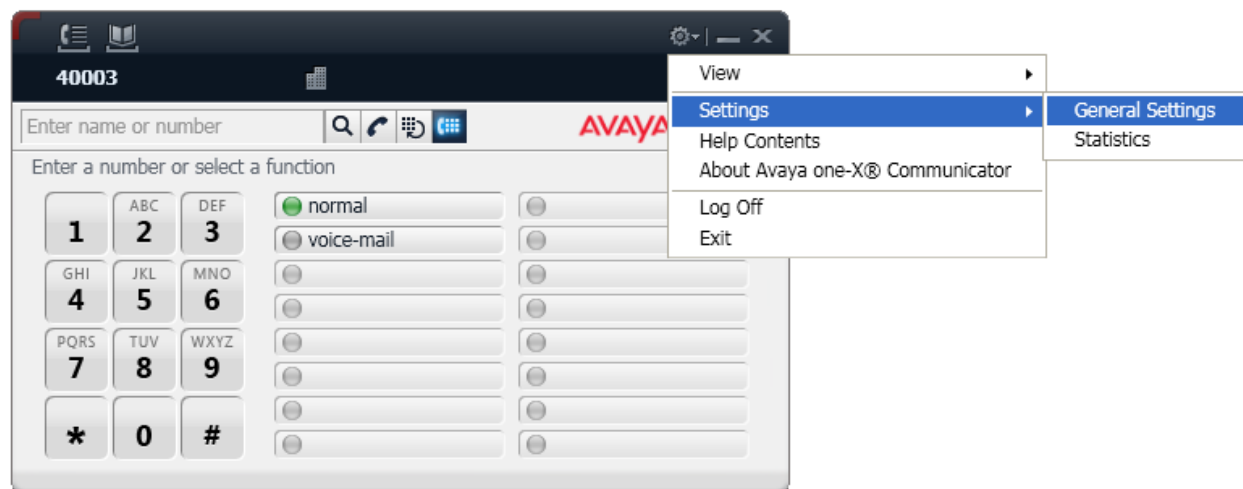 40003
View
Enter name or number
AVAYA
Settings
General Settings
Help Contents
Statistics
About Avaya one-X® Communicator
Enter a number or select a function
Log Off
Exit
ABC DEF
1 2 3
normal
voice-mail
GHI JKL MNO
4 5 6
PQRS TUV WXYZ
7 8 9
* 0 #